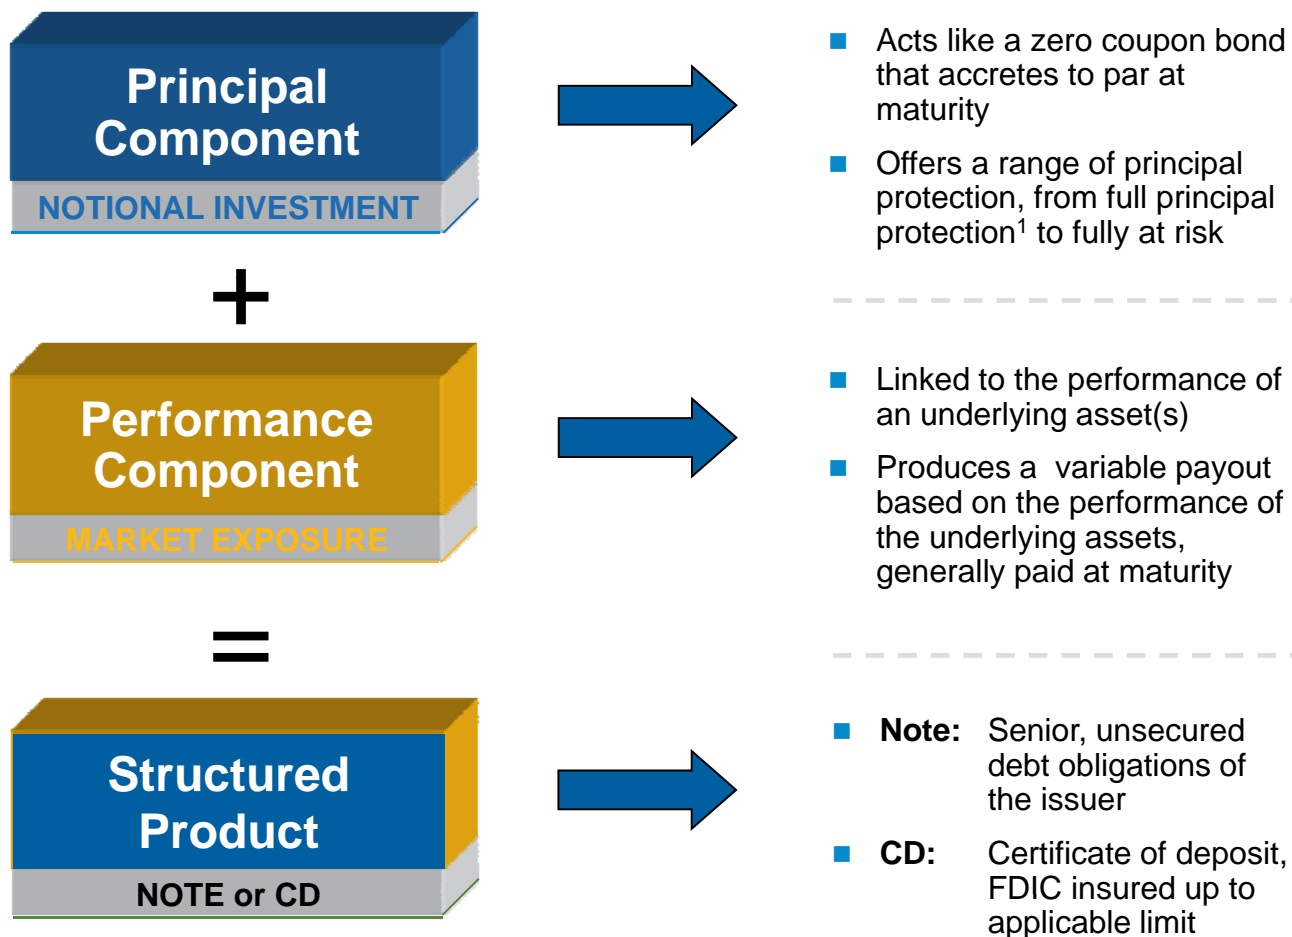 Principal
Component
NOTIONAL INVESTMENT
Acts like a zero coupon bond
that accretes to par at
maturity
Offers a range of principal
protection, from full principal
protection¹ to fully at risk
+
Performance
Component
MARKET EXPOSURE
Linked to the performance of
an underlying asset(s)
Produces a variable payout
based on the performance of
the underlying assets,
generally paid at maturity
=
Structured
Product
NOTE or CD
Note: Senior, unsecured
debt obligations of
the issuer
CD: Certificate of deposit,
FDIC insured up to
applicable limit